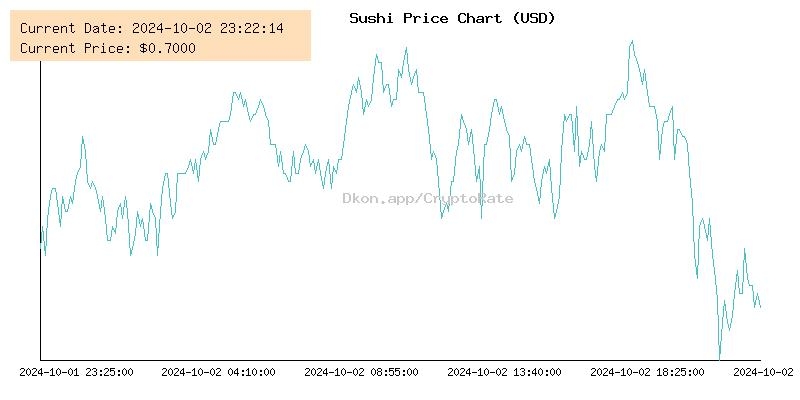 Sushi Price Chart (USD)
Current Date: 2024-10-02 23:22:14
Current Price: $0.7000
Dkon.app/CryptoRate
2024-10-01 23:25:00 2024-10-02 04:10:00 2024-10-02 08:55:00 2024-10-02 13:40:00 2024-10-02 18:25:00 2024-10-02